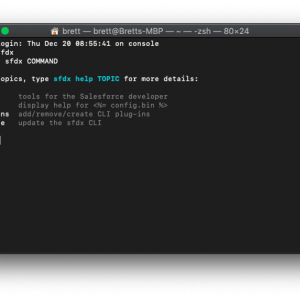 brett — brett@Bretts-MBP — ~ — -zsh — 80×24
ogin: Thu Dec 20 08:55:41 on console
fdx
sfdx COMMAND
opics, type sfdx help TOPIC for more details:
tools for the Salesforce developer
display help for <%= config.bin %>
ns add/remove/create CLI plug-ins
e update the sfdx CLI